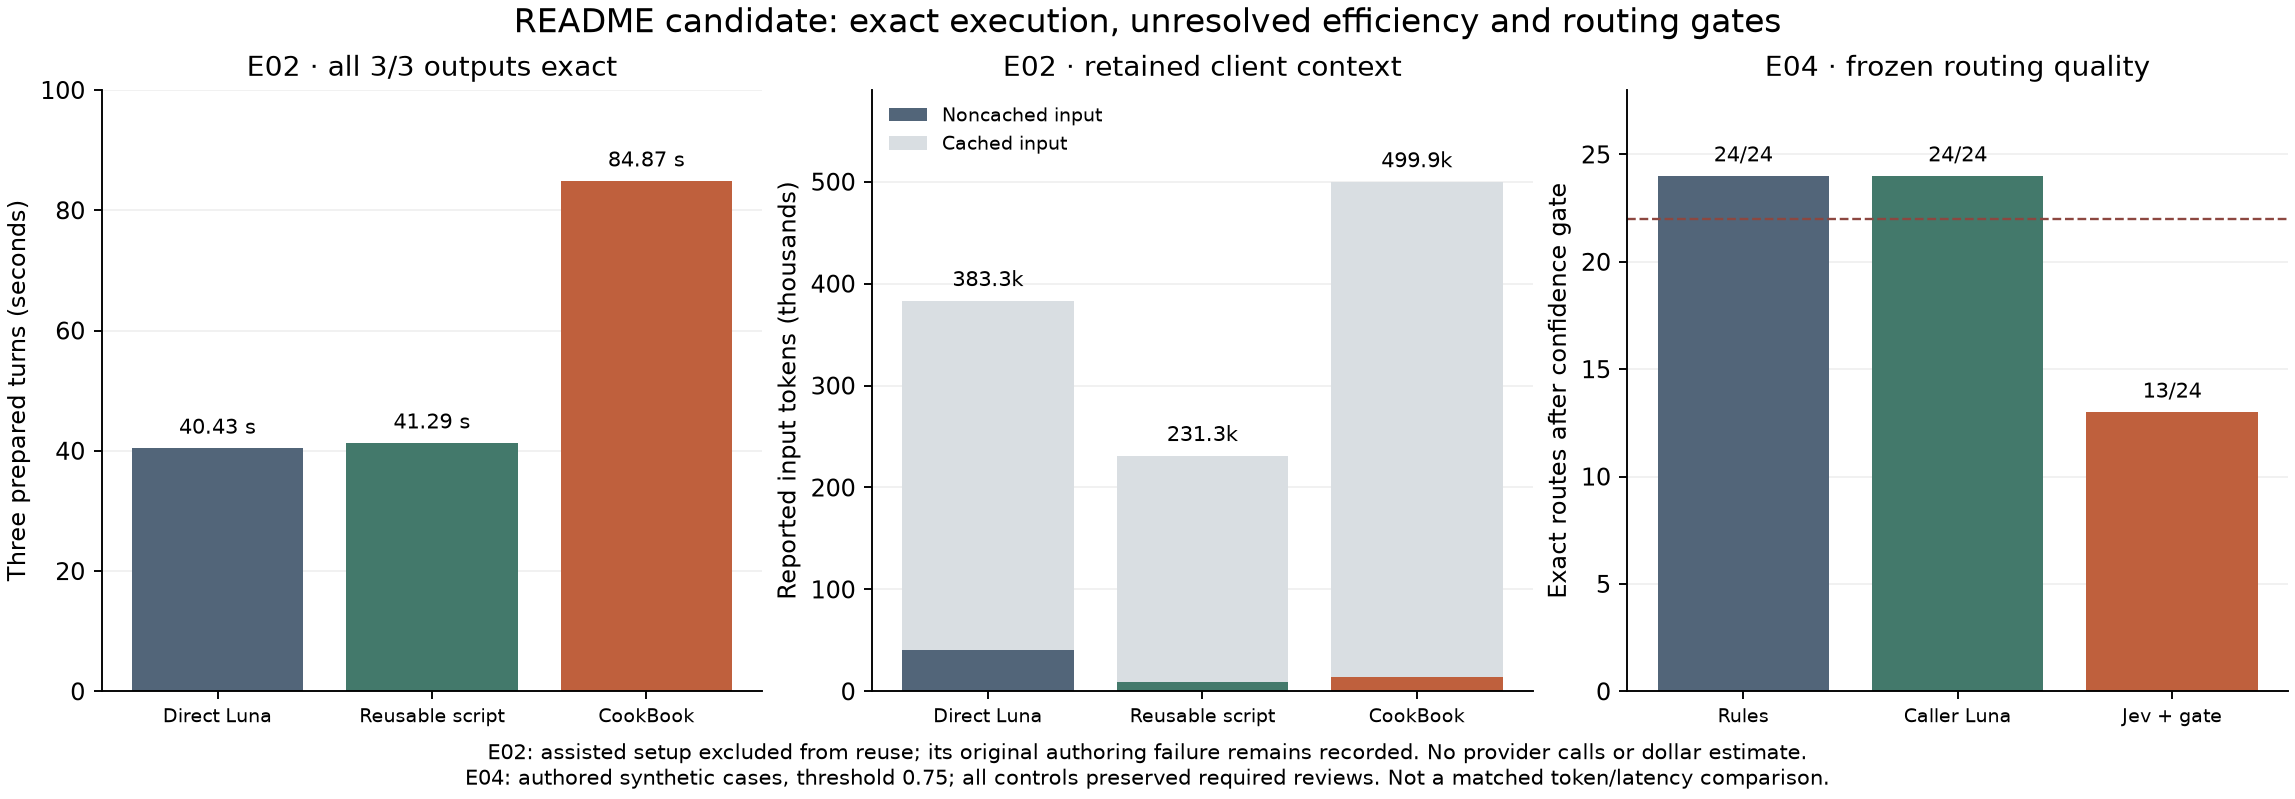 README candidate: exact execution, unresolved efficiency and routing gates
E02 · all 3/3 outputs exact
Three prepared turns (seconds)
100
80
60
40
20
0
40.43 s
41.29 s
84.87 s
Direct Luna
Reusable script
CookBook
E02 · retained client context
Reported input tokens (thousands)
Noncached input
Cached input
500
400
300
200
100
0
383.3k
231.3k
499.9k
Direct Luna
Reusable script
CookBook
E04 · frozen routing quality
Exact routes after confidence gate
25
20
15
10
5
0
24/24
24/24
13/24
Rules
Caller Luna
Jev + gate
E02: assisted setup excluded from reuse; its original authoring failure remains recorded. No provider calls or dollar estimate.
E04: authored synthetic cases, threshold 0.75; all controls preserved required reviews. Not a matched token/latency comparison.